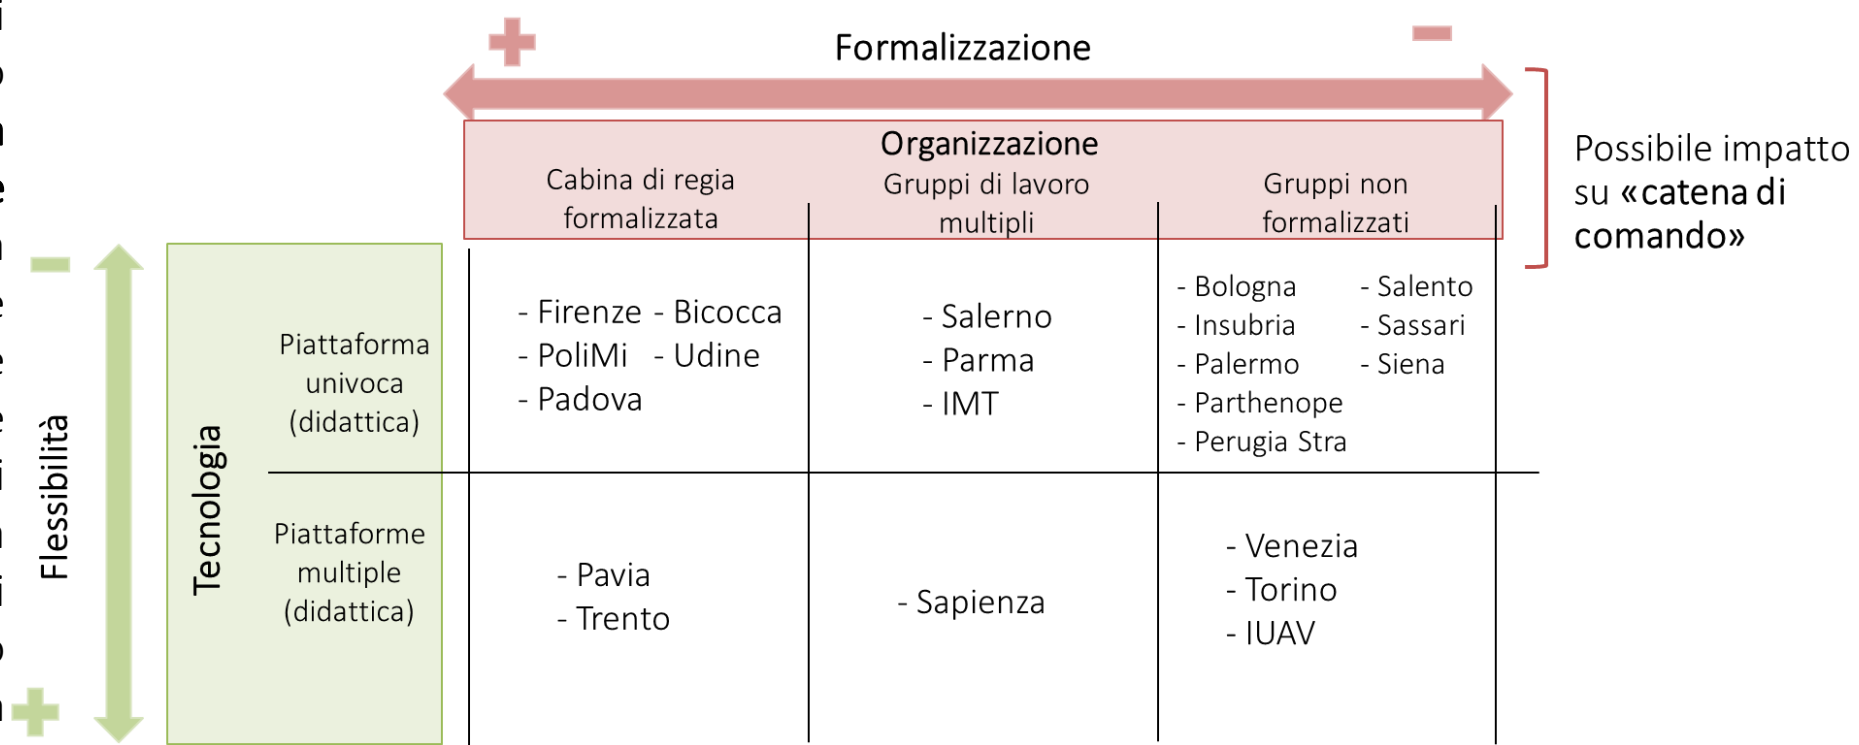 Formalizzazione
Organizzazione
Cabina di regia
formalizzata
Gruppi di lavoro
multipli
Gruppi non
formalizzati
Possibile impatto
su «catena di
comando»
Flessibilità
Tecnologia
Piattaforma
univoca
(didattica)
- Firenze - Bicocca
- PoliMi - Udine
- Padova
- Salerno
- Parma
- IMT
- Bologna - Salento
- Insubria - Sassari
- Palermo - Siena
- Parthenope
- Perugia Stra
Piattaforme
multiple
(didattica)
- Pavia
- Trento
- Sapienza
- Venezia
- Torino
- IUAV